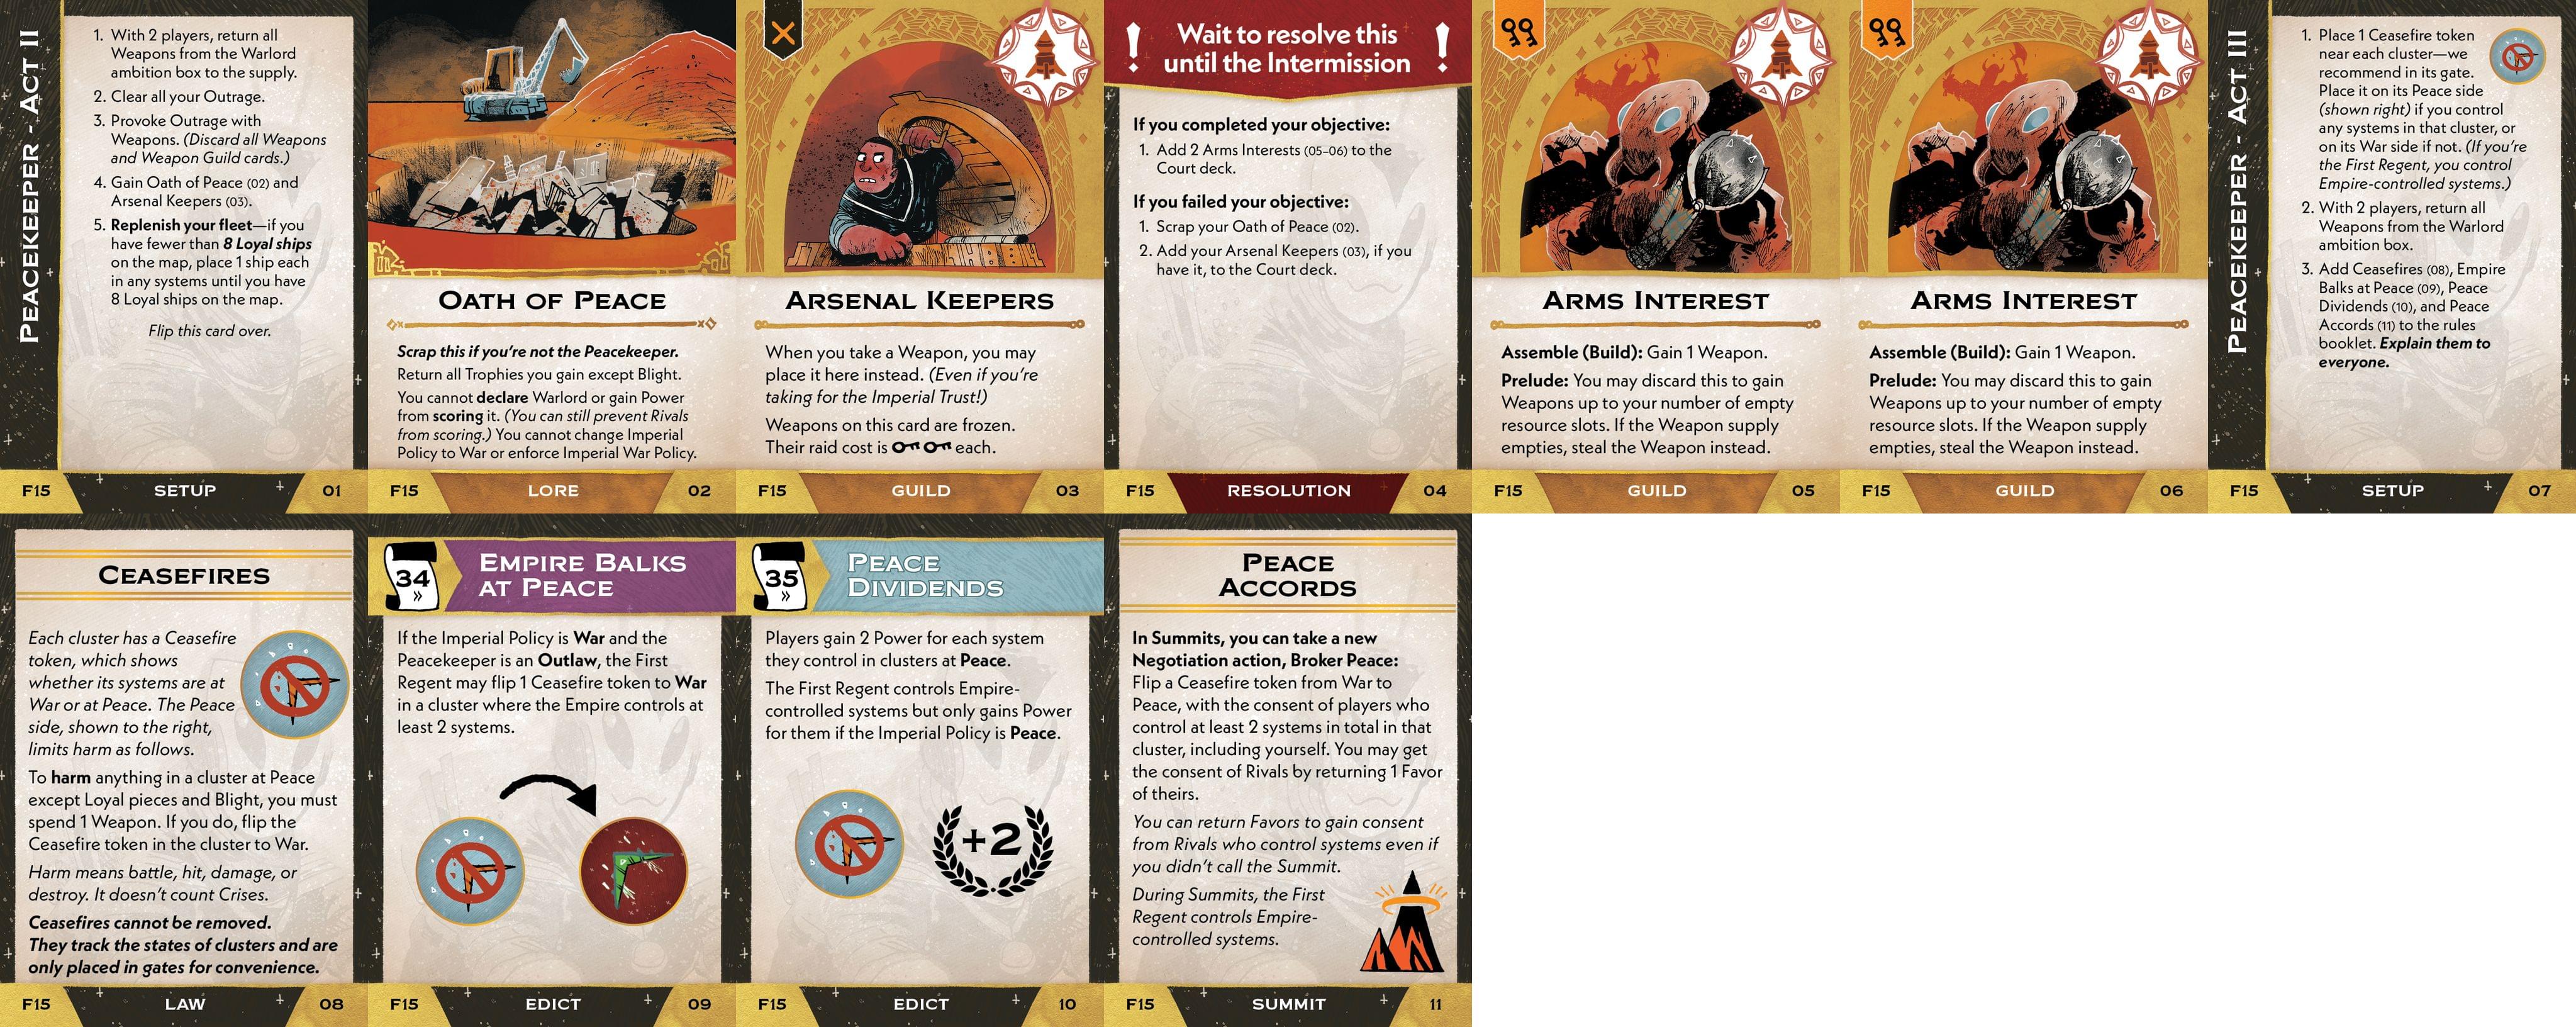 PEACEKEEPER - ACT II
1. With 2 players, return all
Weapons from the Warlord
ambition box to the supply.
2. Clear all your Outrage.
3. Provoke Outrage with
Weapons. (Discard all Weapons
and Weapon Guild cards.)
4. Gain Oath of Peace (02) and
Arsenal Keepers (03).
5. Replenish your fleet—if you
have fewer than 8 Loyal ships
on the map, place 1 ship each
in any systems until you have
8 Loyal ships on the map.
Flip this card over.
F15 SETUP 01
OATH OF PEACE
Scrap this if you're not the Peacekeeper.
Return all Trophies you gain except Blight.
You cannot declare Warlord or gain Power
from scoring it. (You can still prevent Rivals
from scoring.) You cannot change Imperial
Policy to War or enforce Imperial War Policy.
F15 LORE 02
ARSENAL KEEPERS
When you take a Weapon, you may
place it here instead. (Even if you're
taking for the Imperial Trust!)
Weapons on this card are frozen.
Their raid cost is each.
F15 GUILD 03
! Wait to resolve this !
until the Intermission
If you completed your objective:
1. Add 2 Arms Interests (05–06) to the
Court deck.
If you failed your objective:
1. Scrap your Oath of Peace (02).
2. Add your Arsenal Keepers (03), if you
have it, to the Court deck.
F15 RESOLUTION 04
ARMS INTEREST
Assemble (Build): Gain 1 Weapon.
Prelude: You may discard this to gain
Weapons up to your number of empty
resource slots. If the Weapon supply
empties, steal the Weapon instead.
F15 GUILD 05
ARMS INTEREST
Assemble (Build): Gain 1 Weapon.
Prelude: You may discard this to gain
Weapons up to your number of empty
resource slots. If the Weapon supply
empties, steal the Weapon instead.
F15 GUILD 06
PEACEKEEPER - ACT III
1. Place 1 Ceasefire token
near each cluster—we
recommend in its gate.
Place it on its Peace side
(shown right) if you control
any systems in that cluster, or
on its War side if not. (If you're
the First Regent, you control
Empire-controlled systems.)
2. With 2 players, return all
Weapons from the Warlord
ambition box.
3. Add Ceasefires (08), Empire
Balks at Peace (09), Peace
Dividends (10), and Peace
Accords (11) to the rules
booklet. Explain them to
everyone.
F15 SETUP 07
CEASEFIRES
Each cluster has a Ceasefire
token, which shows
whether its systems are at
War or at Peace. The Peace
side, shown to the right,
limits harm as follows.
To harm anything in a cluster at Peace
except Loyal pieces and Blight, you must
spend 1 Weapon. If you do, flip the
Ceasefire token in the cluster to War.
Harm means battle, hit, damage, or
destroy. It doesn't count Crises.
Ceasefires cannot be removed.
They track the states of clusters and are
only placed in gates for convenience.
F15 LAW 08
34 »
EMPIRE BALKS
AT PEACE
If the Imperial Policy is War and the
Peacekeeper is an Outlaw, the First
Regent may flip 1 Ceasefire token to War
in a cluster where the Empire controls at
least 2 systems.
F15 EDICT 09
35 »
PEACE
DIVIDENDS
Players gain 2 Power for each system
they control in clusters at Peace.
The First Regent controls Empire-
controlled systems but only gains Power
for them if the Imperial Policy is Peace.
+2
F15 EDICT 10
PEACE
ACCORDS
In Summits, you can take a new
Negotiation action, Broker Peace:
Flip a Ceasefire token from War to
Peace, with the consent of players who
control at least 2 systems in total in that
cluster, including yourself. You may get
the consent of Rivals by returning 1 Favor
of theirs.
You can return Favors to gain consent
from Rivals who control systems even if
you didn't call the Summit.
During Summits, the First
Regent controls Empire-
controlled systems.
F15 SUMMIT 11